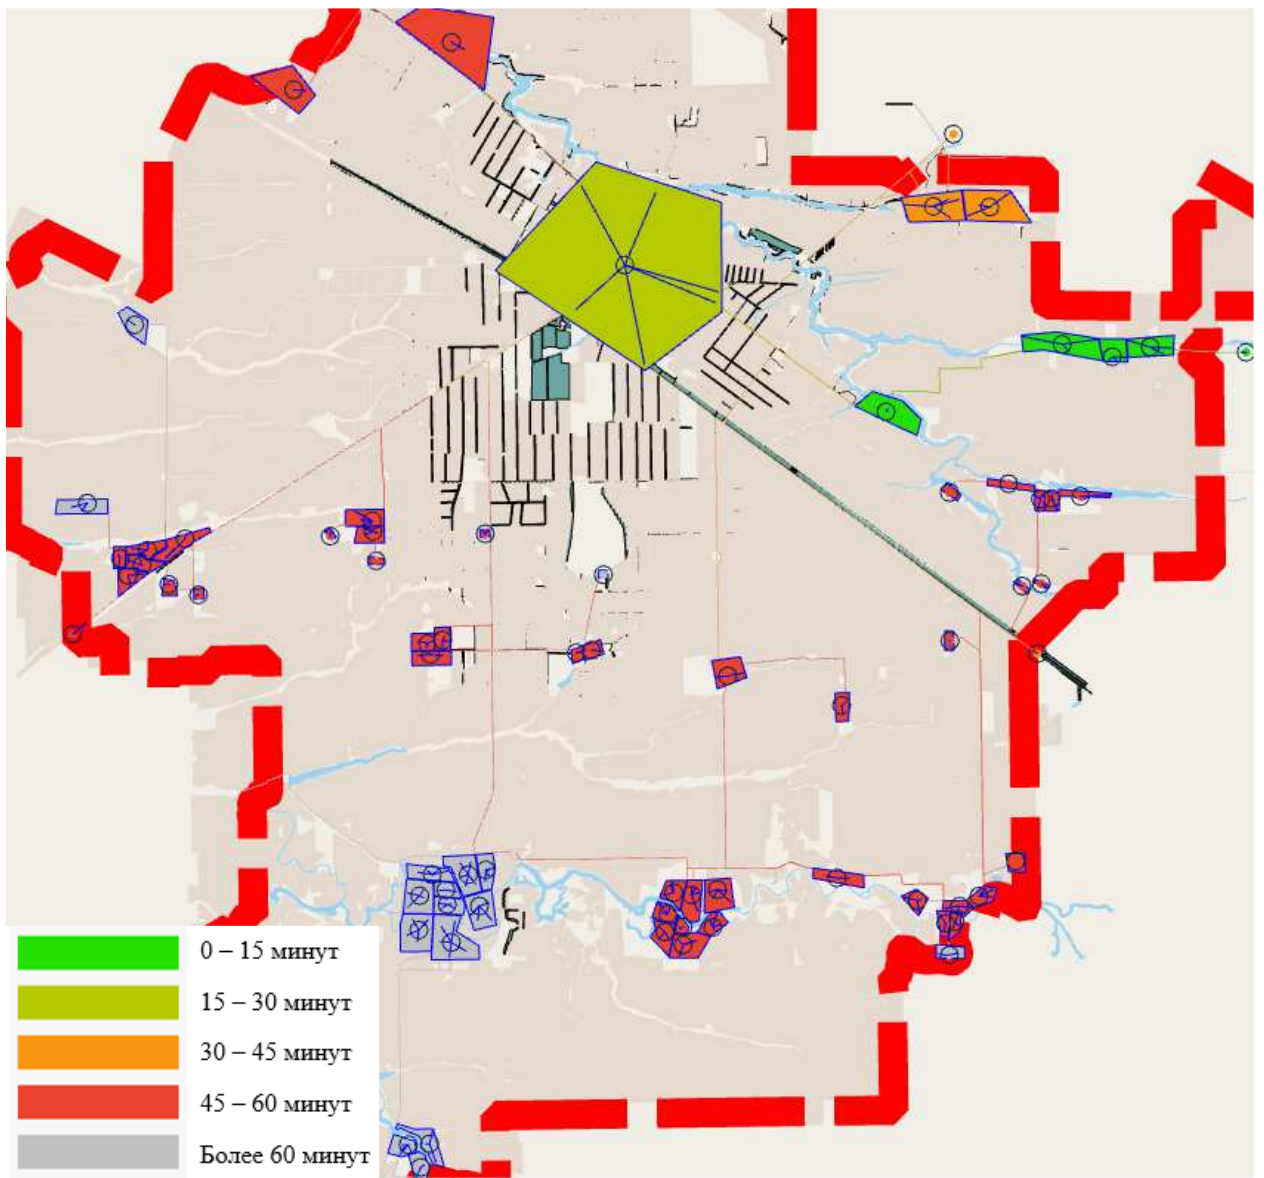 0 – 15 минут
15 – 30 минут
30 – 45 минут
45 – 60 минут
Более 60 минут